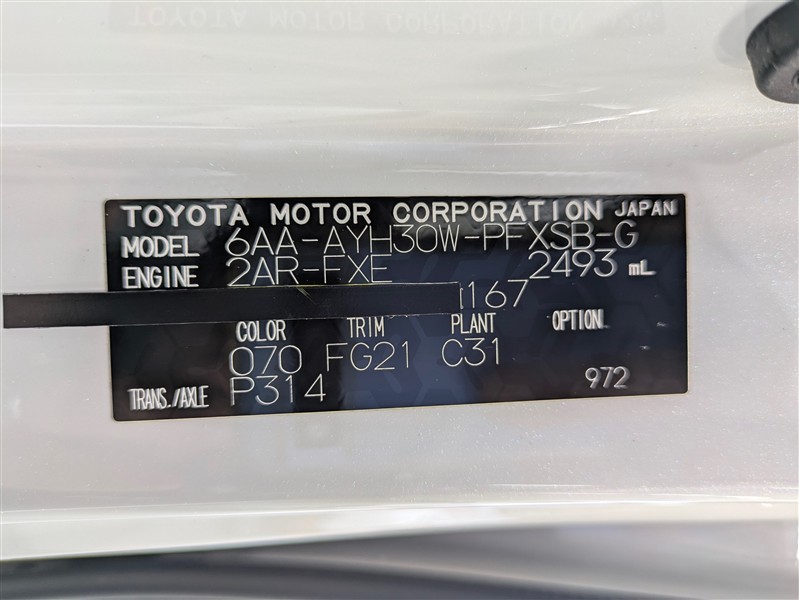 TOYOTA MOTOR CORPORATION JAPAN
MODEL 6AA-AYH30W-PFXSB-G
ENGINE 2AR-FXE 2493 mL
167
COLOR TRIM PLANT OPTION
070 FG21 C31
TRANS./AXLE P314 972